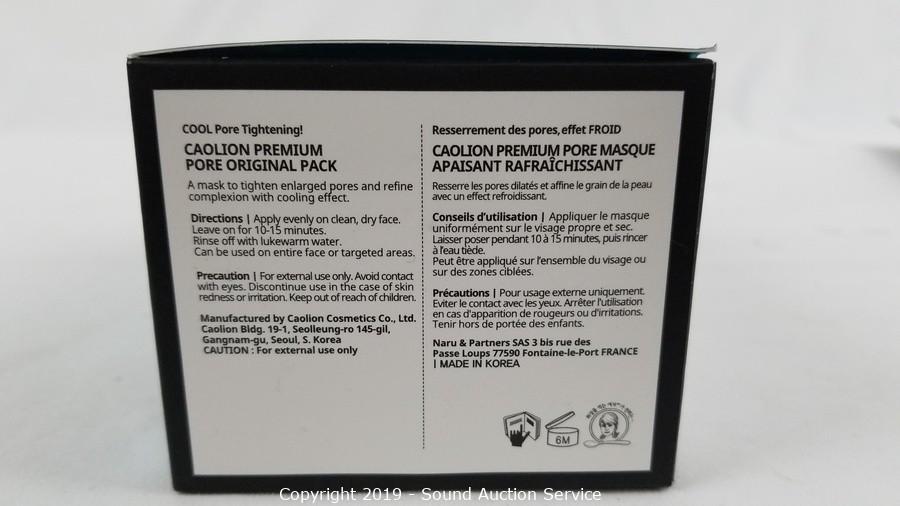 COOL Pore Tightening!
CAOLION PREMIUM
PORE ORIGINAL PACK
A mask to tighten enlarged pores and refine
complexion with cooling effect.
Directions | Apply evenly on clean, dry face.
Leave on for 10-15 minutes.
Rinse off with lukewarm water.
Can be used on entire face or targeted areas.
Precaution | For external use only. Avoid contact
with eyes. Discontinue use in the case of skin
redness or irritation. Keep out of reach of children.
Manufactured by Caolion Cosmetics Co., Ltd.
Caolion Bldg. 19-1, Seolleung-ro 145-gil,
Gangnam-gu, Seoul, S. Korea
CAUTION : For external use only
Resserrement des pores, effet FROID
CAOLION PREMIUM PORE MASQUE
APAISANT RAFRAÎCHISSANT
Resserre les pores dilatés et affine le grain de la peau
avec un effect refroidissant.
Conseils d'utilisation | Appliquer le masque
uniformément sur le visage propre et sec.
Laisser poser pendant 10 à 15 minutes, puis rincer
à l'eau tiède.
Peut être appliqué sur l'ensemble du visage ou
sur des zones ciblées.
Précautions | Pour usage externe uniquement.
Eviter le contact avec les yeux. Arrêter l'utilisation
en cas d'apparition de rougeurs ou d'irritations.
Tenir hors de portée des enfants.
Naru & Partners SAS 3 bis rue des
Passe Loups 77590 Fontaine-le-Port FRANCE
| MADE IN KOREA
6M
Copyright 2019 - Sound Auction Service